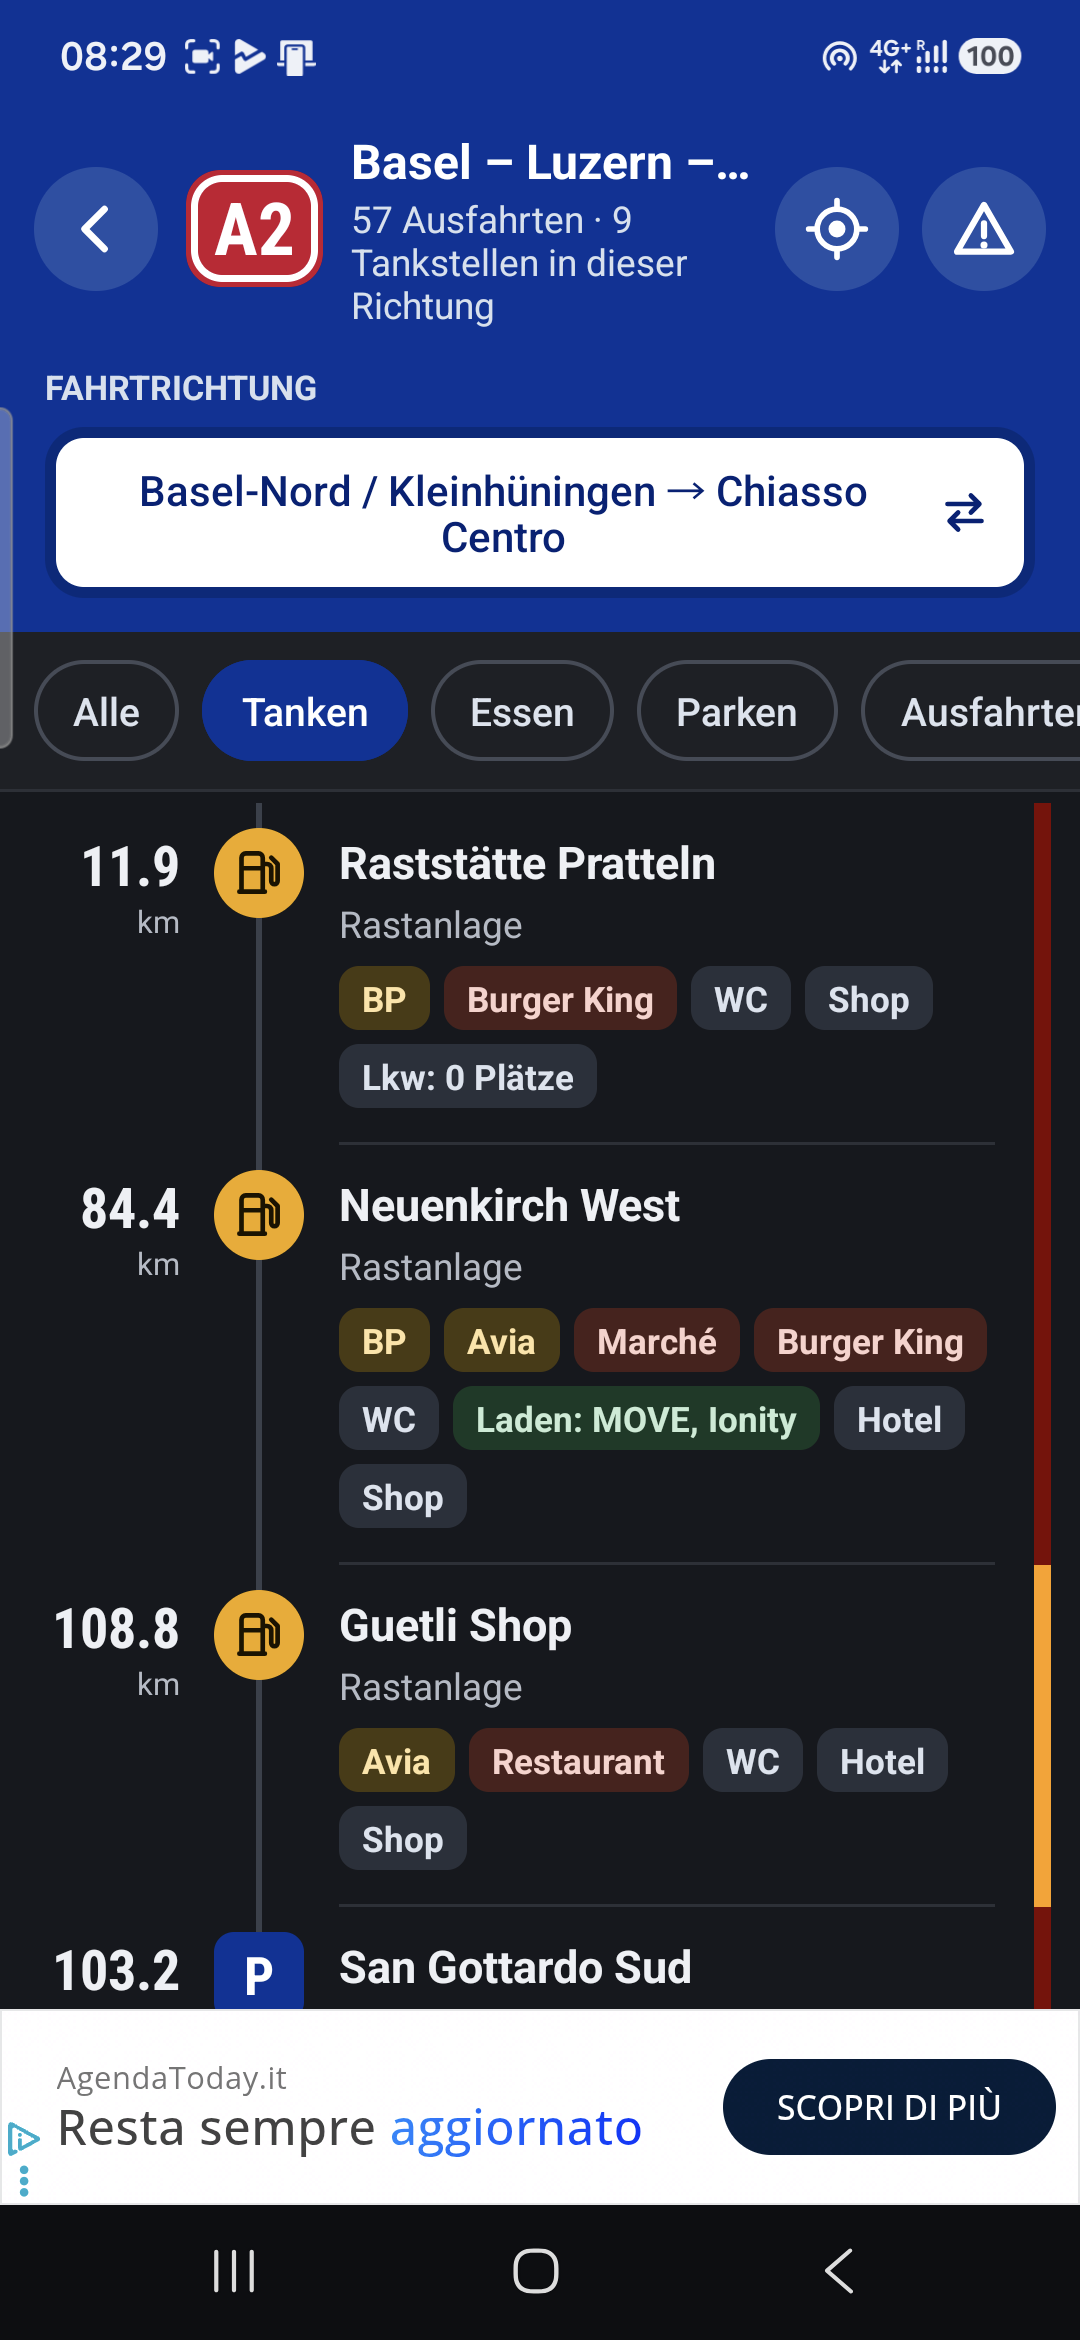 08:29
4G+ R
100
A2
Basel – Luzern –...
57 Ausfahrten · 9
Tankstellen in dieser
Richtung
FAHRTRICHTUNG
Basel-Nord / Kleinhüningen → Chiasso
Centro
Alle Tanken Essen Parken Ausfahrten
11.9
km
Raststätte Pratteln
Rastanlage
BP Burger King WC Shop
Lkw: 0 Plätze
84.4
km
Neuenkirch West
Rastanlage
BP Avia Marché Burger King
WC Laden: MOVE, Ionity Hotel
Shop
108.8
km
Guetli Shop
Rastanlage
Avia Restaurant WC Hotel
Shop
103.2
P
San Gottardo Sud
AgendaToday.it
Resta sempre aggiornato
SCOPRI DI PIÙ